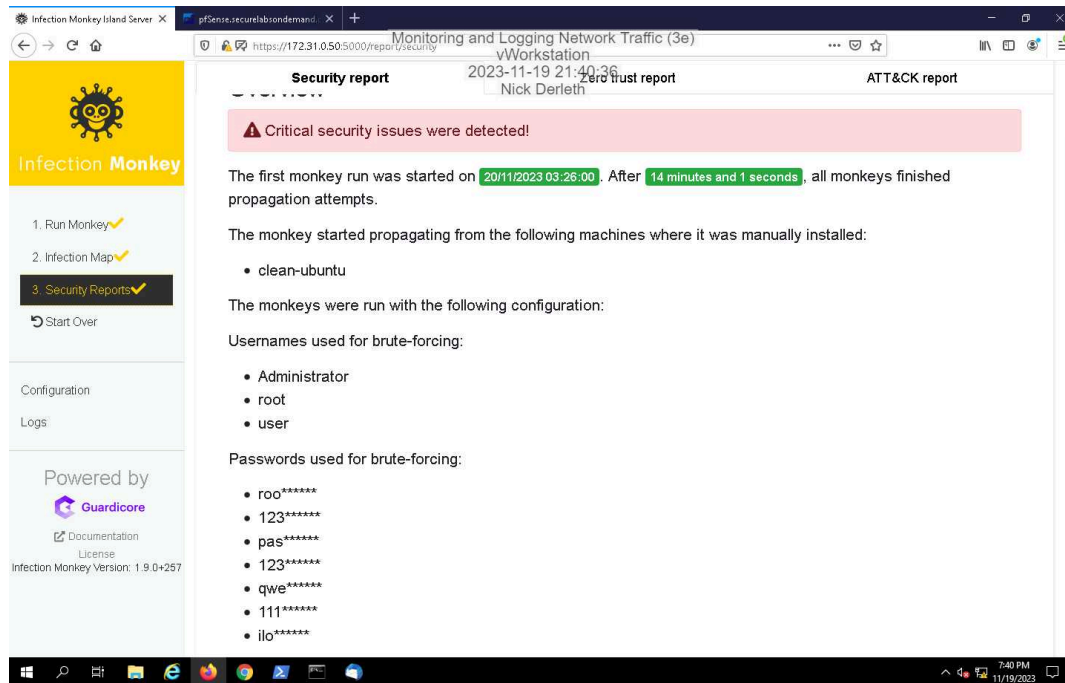 Infection Monkey Island Server
pfSense.securelabsondemand.
https://172.31.0.50:5000/report/security
Monitoring and Logging Network Traffic (3e)
vWorkstation
2023-11-19 21:40:36
Nick Derleth
Security report
Zero trust report
ATT&CK report
Infection Monkey
1. Run Monkey
2. Infection Map
3. Security Reports
Start Over
Configuration
Logs
Powered by
Guardicore
Documentation
License
Infection Monkey Version: 1.9.0+257
Overview
Critical security issues were detected!
The first monkey run was started on 20/11/2023 03:26:00. After 14 minutes and 1 seconds, all monkeys finished
propagation attempts.
The monkey started propagating from the following machines where it was manually installed:
• clean-ubuntu
The monkeys were run with the following configuration:
Usernames used for brute-forcing:
• Administrator
• root
• user
Passwords used for brute-forcing:
• roo******
• 123******
• pas******
• 123******
• qwe******
• 111******
• ilo******
7:40 PM
11/19/2023